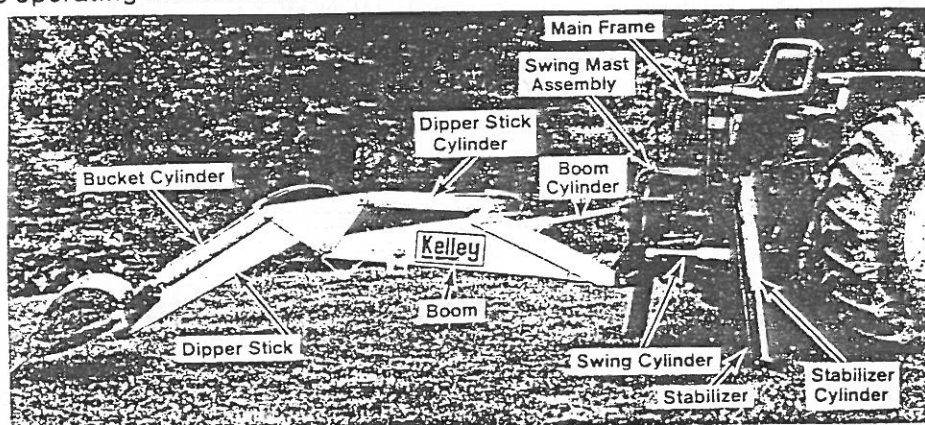 operating
Main Frame
Swing Mast
Assembly
Dipper Stick
Cylinder
Boom
Cylinder
Bucket Cylinder
Kelley
Boom
Dipper Stick
Swing Cylinder
Stabilizer
Stabilizer
Cylinder